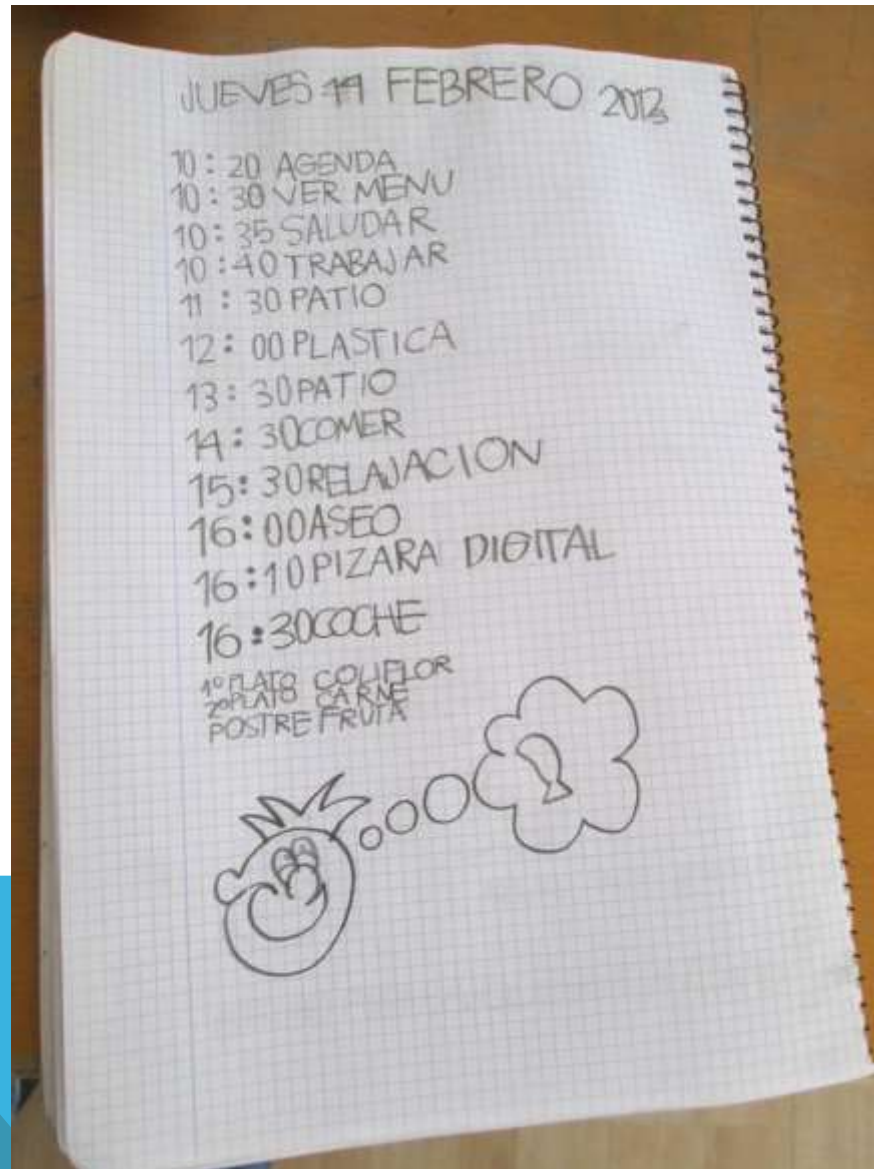 JUEVES FEBRERO
10:20 AGENDA
10:30 VER MENU
10:35 SALUDAR
10:40 TRABAJAR
11:30 PATIO
12:00 PLASTICA
13:30 PATIO
14:30 COMER
15:30 RELAJACION
16:00 ASEO
16:10 PIZARA DIGITAL
16:30 COCHE
1º PLATO COLIFLOR
2º PLATO CARNE
POSTRE FRUTA